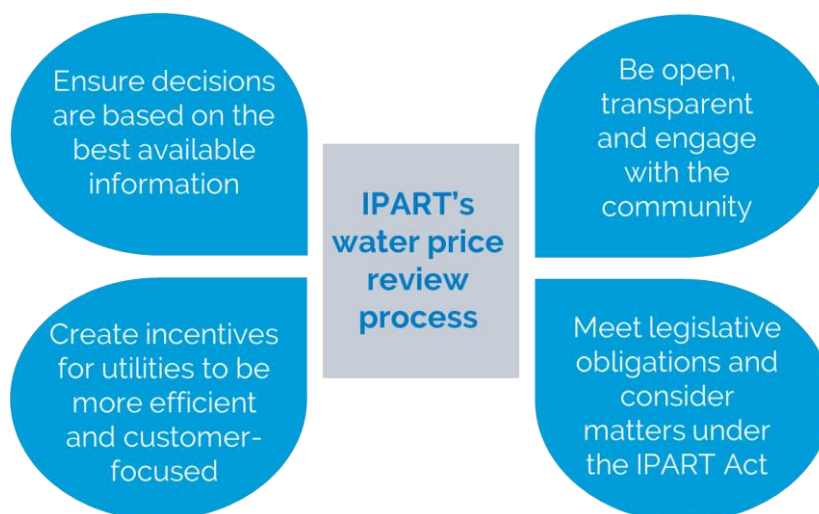 Ensure decisions
are based on the
best available
information
Be open,
transparent
and engage
with the
community
IPART's
water price
review
process
Create incentives
for utilities to be
more efficient
and customer-
focused
Meet legislative
obligations and
consider
matters under
the IPART Act